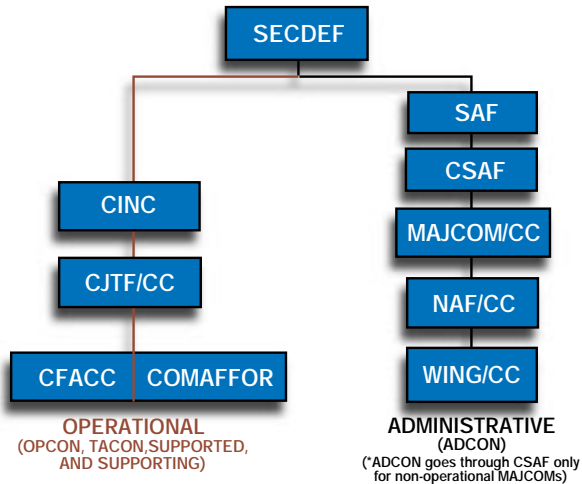 SECDEF
SAF
CSAF
CINC
MAJCOM/CC
CJTF/CC
NAF/CC
CFACC COMAFFOR
WING/CC
OPERATIONAL
(OPCON, TACON,SUPPORTED,
AND SUPPORTING)
ADMINISTRATIVE
(ADCON)
(*ADCON goes through CSAF only
for non-operational MAJCOMs)